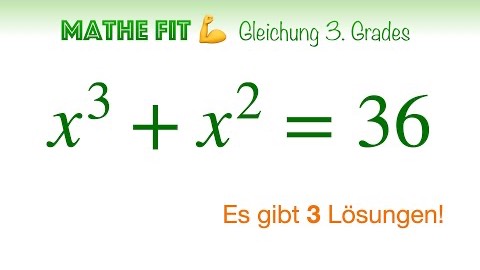 MATHE FIT 💪 Gleichung 3. Grades
x³ + x² = 36
Es gibt 3 Lösungen!